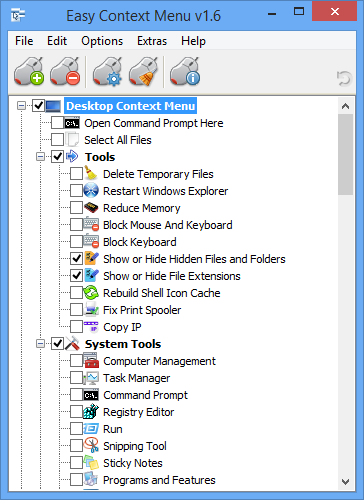 Easy Context Menu v1.6
File Edit Options Extras Help
Desktop Context Menu
Open Command Prompt Here
Select All Files
Tools
Delete Temporary Files
Restart Windows Explorer
Reduce Memory
Block Mouse And Keyboard
Block Keyboard
Show or Hide Hidden Files and Folders
Show or Hide File Extensions
Rebuild Shell Icon Cache
Fix Print Spooler
Copy IP
System Tools
Computer Management
Task Manager
Command Prompt
Registry Editor
Run
Snipping Tool
Sticky Notes
Programs and Features